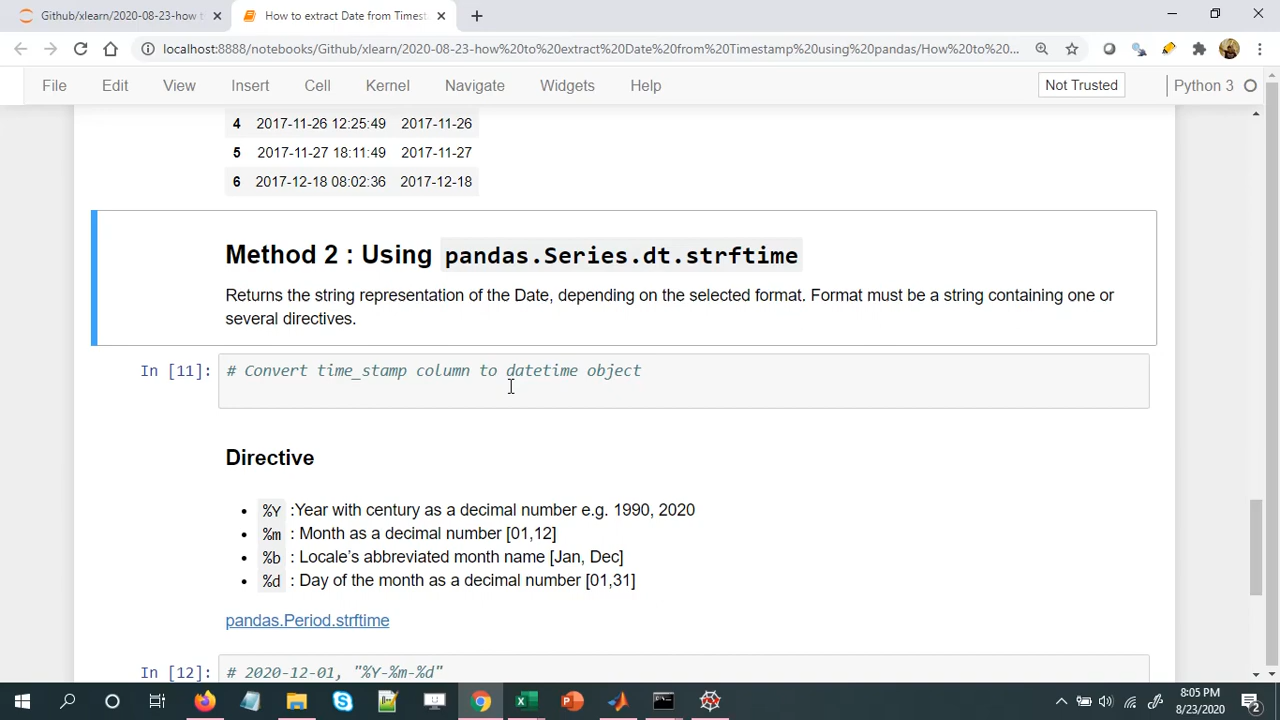 Github/xlearn/2020-08-23-how t
How to extract Date from Timest
localhost:8888/notebooks/Github/xlearn/2020-08-23-how%20to%20extract%20Date%20from%20Timestamp%20using%20pandas/How%20to%20...
File Edit View Insert Cell Kernel Navigate Widgets Help Not Trusted Python 3
4 2017-11-26 12:25:49 2017-11-26
5 2017-11-27 18:11:49 2017-11-27
6 2017-12-18 08:02:36 2017-12-18
Method 2 : Using pandas.Series.dt.strftime
Returns the string representation of the Date, depending on the selected format. Format must be a string containing one or
several directives.
In [11]: # Convert time_stamp column to datetime object
Directive
• %Y :Year with century as a decimal number e.g. 1990, 2020
• %m : Month as a decimal number [01,12]
• %b : Locale's abbreviated month name [Jan, Dec]
• %d : Day of the month as a decimal number [01,31]
pandas.Period.strftime
In [12]: # 2020-12-01, "%Y-%m-%d"
8:05 PM
8/23/2020
2